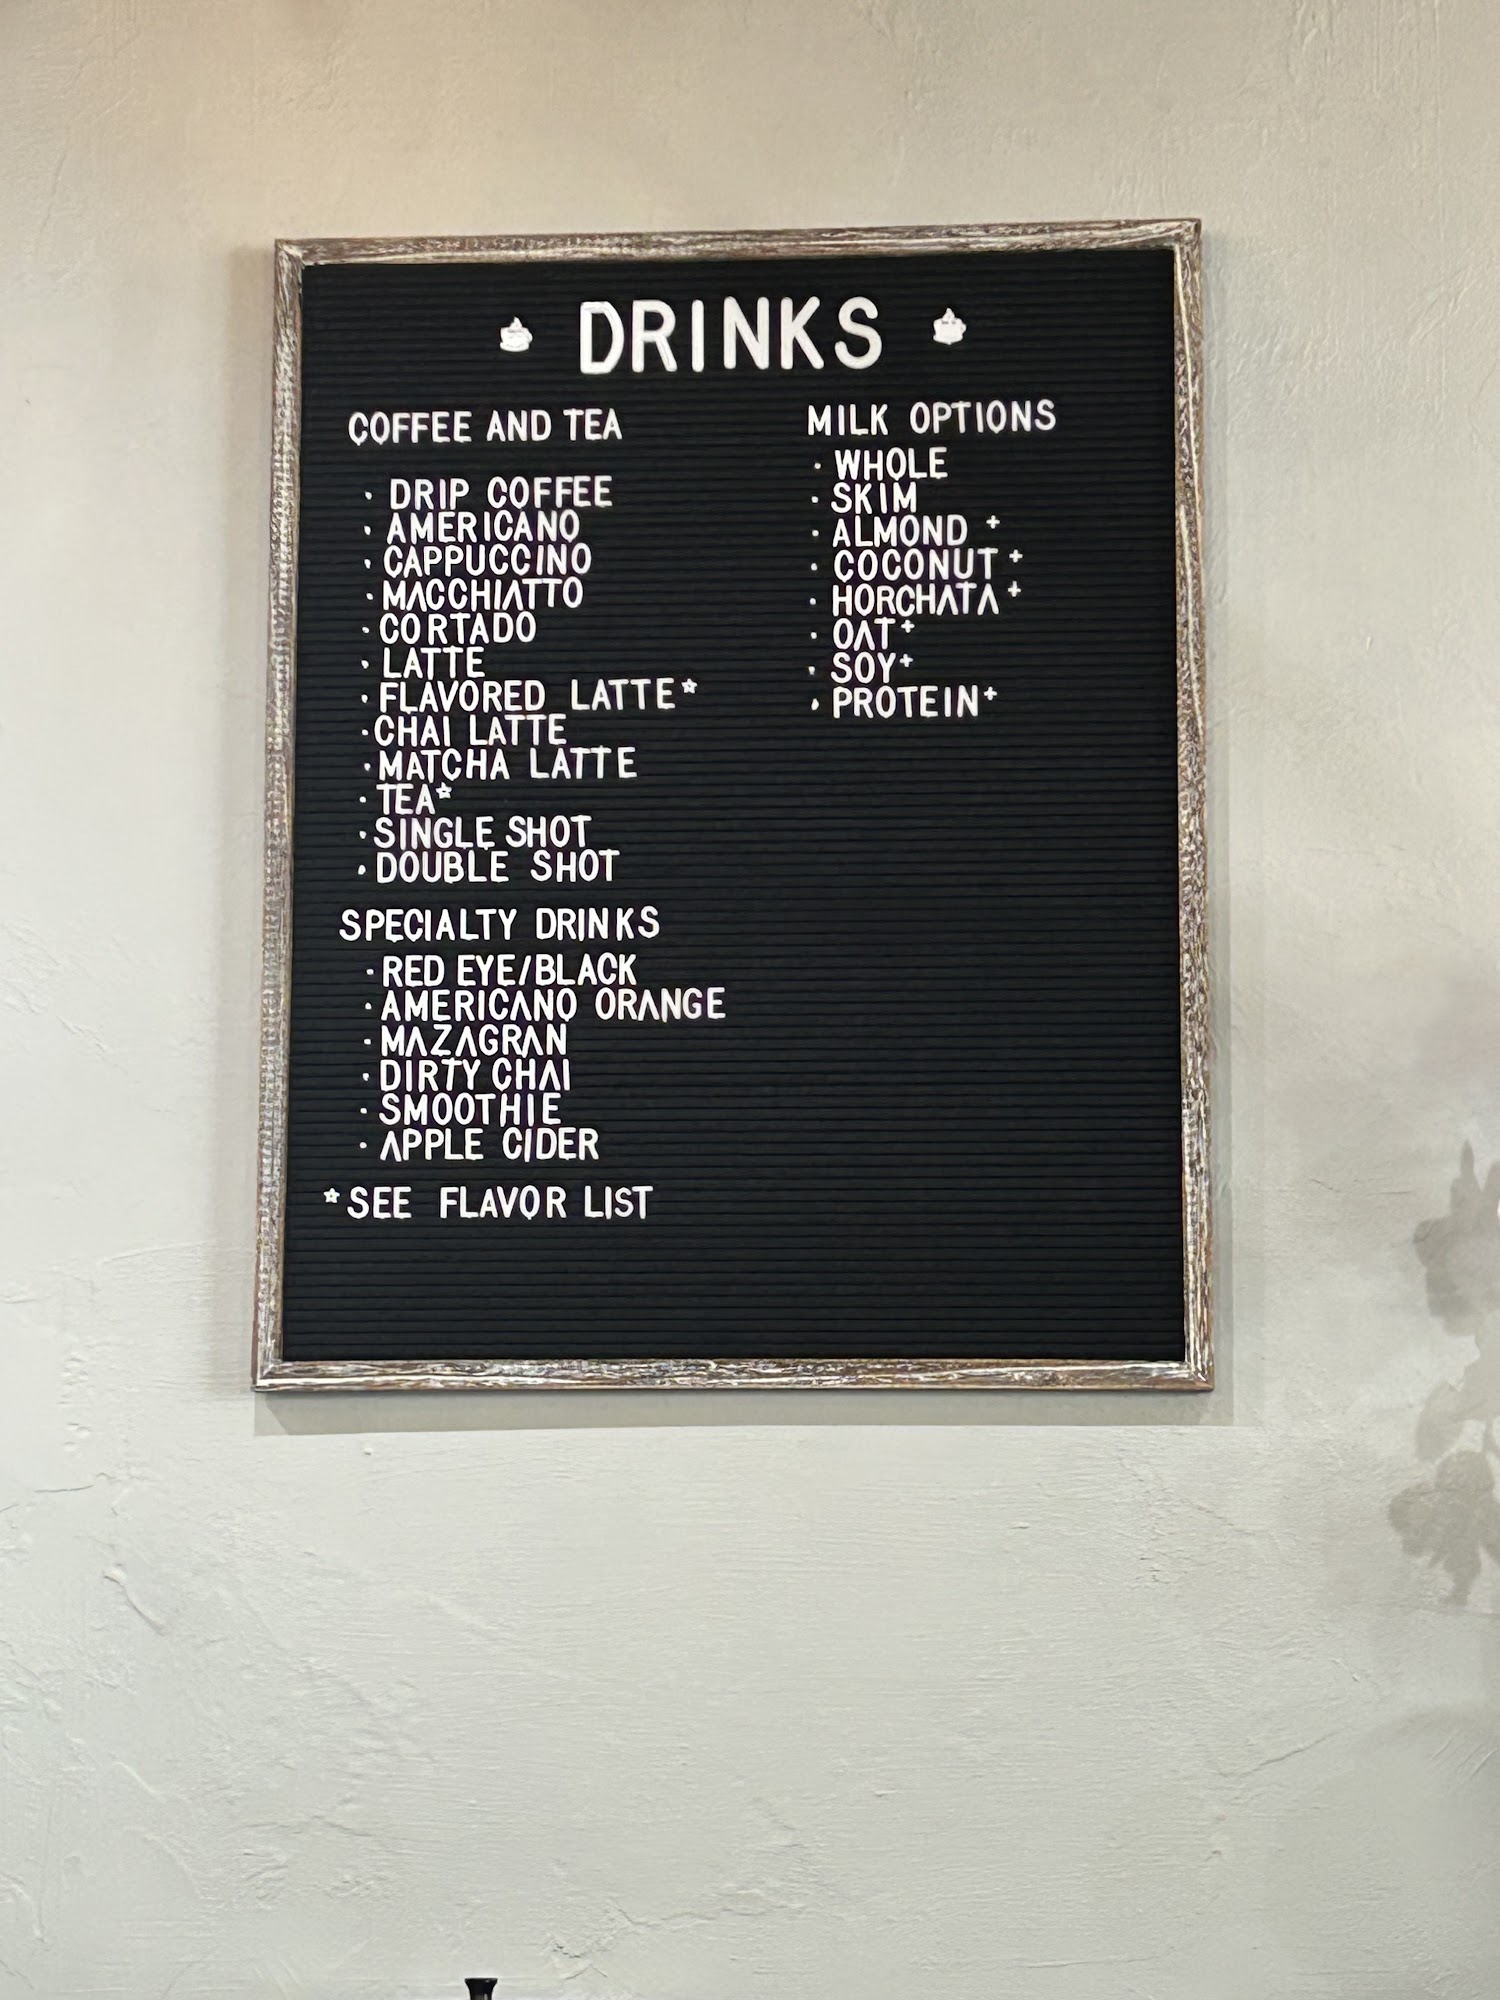 DRINKS
COFFEE AND TEA
· DRIP COFFEE
· AMERICANO
· CAPPUCCINO
· MACCHIATTO
· CORTADO
· LATTE
· FLAVORED LATTE*
· CHAI LATTE
· MATCHA LATTE
· TEA*
· SINGLE SHOT
· DOUBLE SHOT
SPECIALTY DRINKS
· RED EYE/BLACK
· AMERICANO ORANGE
· MAZAGRAN
· DIRTY CHAI
· SMOOTHIE
· APPLE CIDER
*SEE FLAVOR LIST
MILK OPTIONS
· WHOLE
· SKIM
· ALMOND +
· COCONUT +
· HORCHATA +
· OAT+
· SOY+
· PROTEIN+